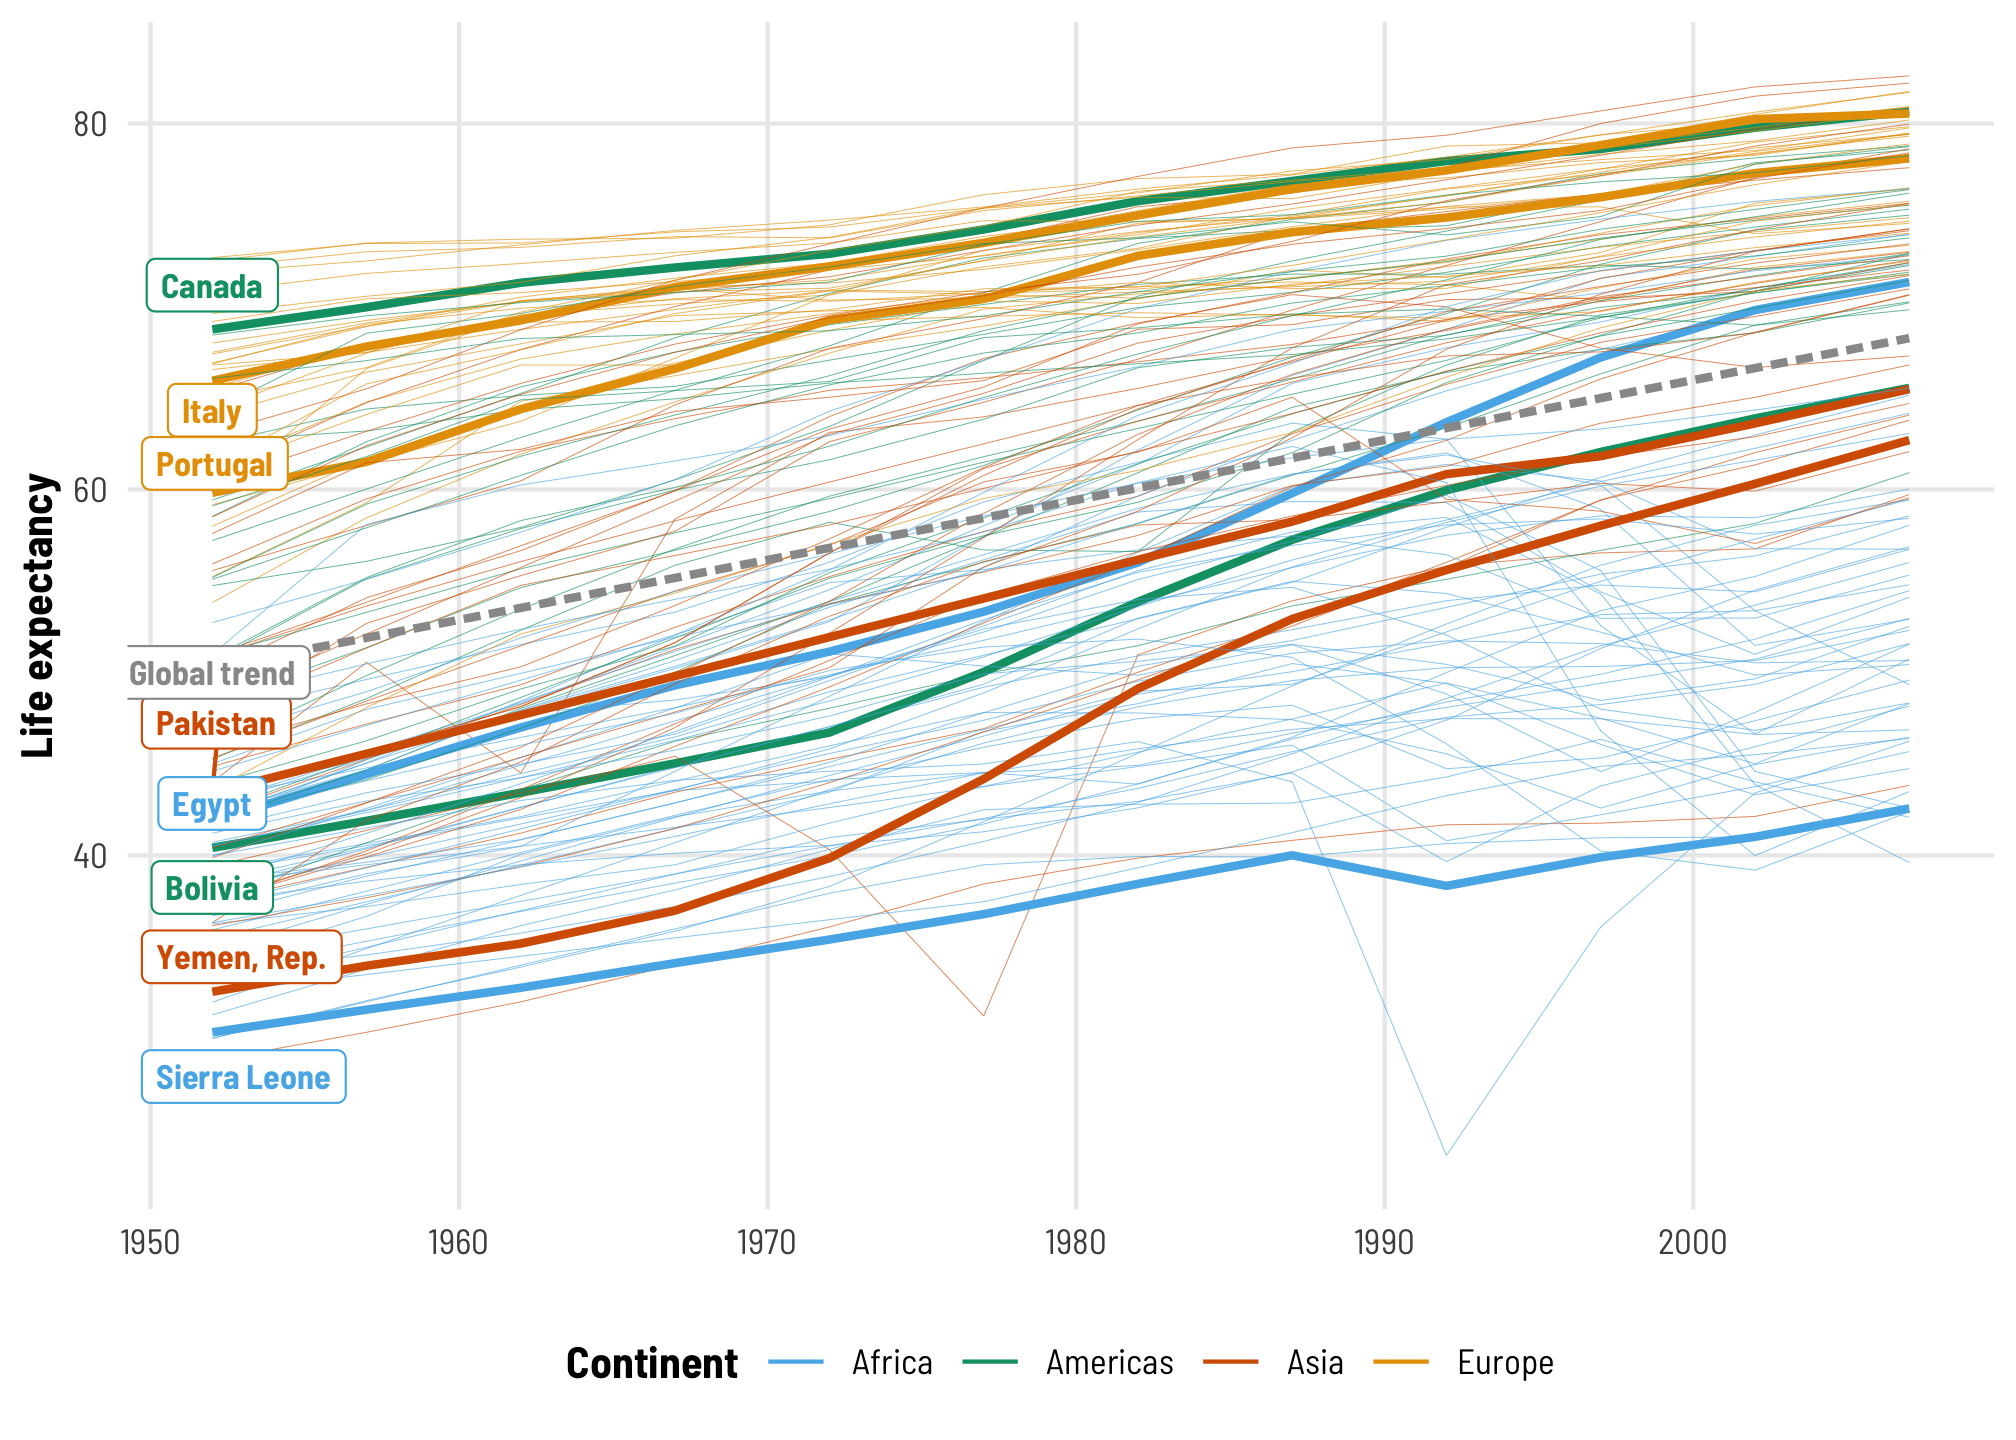 Life expectancy
80
60
40
Canada
Italy
Portugal
Global trend
Pakistan
Egypt
Bolivia
Yemen, Rep.
Sierra Leone
1950 1960 1970 1980 1990 2000
Continent Africa Americas Asia Europe